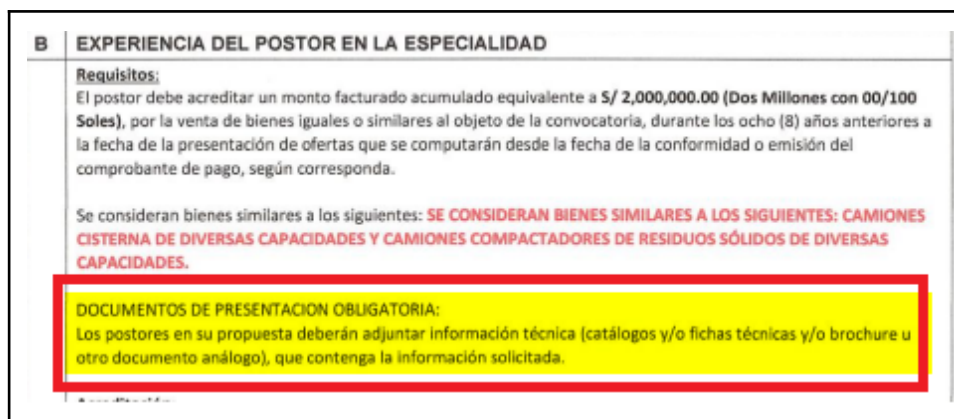 B EXPERIENCIA DEL POSTOR EN LA ESPECIALIDAD
Requisitos:
El postor debe acreditar un monto facturado acumulado equivalente a S/ 2,000,000.00 (Dos Millones con 00/100
Soles), por la venta de bienes iguales o similares al objeto de la convocatoria, durante los ocho (8) años anteriores a
la fecha de la presentación de ofertas que se computarán desde la fecha de la conformidad o emisión del
comprobante de pago, según corresponda.
Se consideran bienes similares a los siguientes: SE CONSIDERAN BIENES SIMILARES A LOS SIGUIENTES: CAMIONES
CISTERNA DE DIVERSAS CAPACIDADES Y CAMIONES COMPACTADORES DE RESIDUOS SÓLIDOS DE DIVERSAS
CAPACIDADES.
DOCUMENTOS DE PRESENTACION OBLIGATORIA:
Los postores en su propuesta deberán adjuntar información técnica (catálogos y/o fichas técnicas y/o brochure u
otro documento análogo), que contenga la información solicitada.